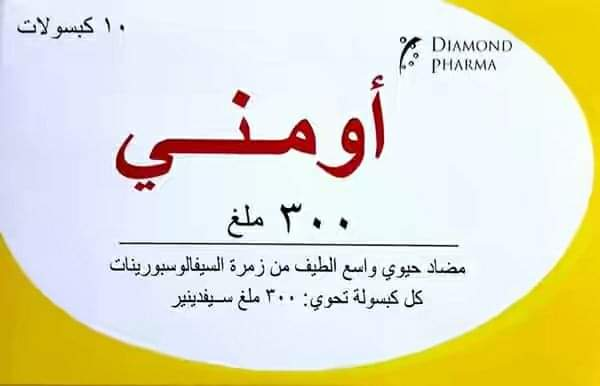 ١٠ كبسولات
DIAMOND
PHARMA
أومني
٣٠٠ ملغ
مضاد حيوي واسع الطيف من زمرة السيفالوسبورينات
كل كبسولة تحوي: ٣٠٠ ملغ سيفدينير